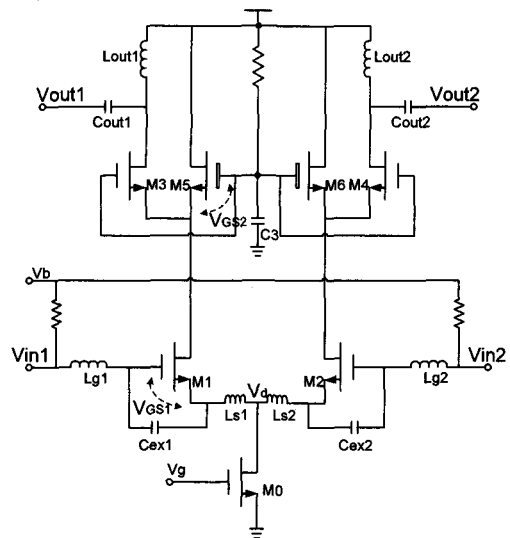 Lout1
Lout2
Vout1
Vout2
Cout1
Cout2
M3
M5
M6
M4
VGS2
C3
Vb
Vin1
Vin2
Lg1
M1
M2
Lg2
VGS1
Vd
Ls1
Ls2
Cex1
Cex2
Vg
M0